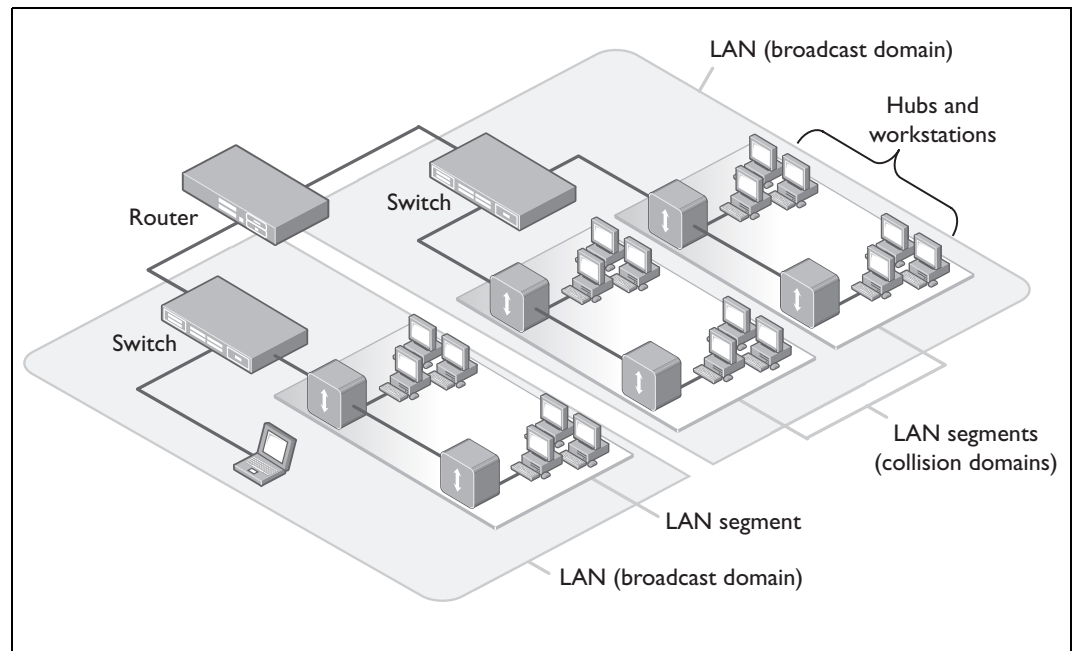 LAN (broadcast domain)
Hubs and
workstations
Router
Switch
Switch
LAN segments
(collision domains)
LAN segment
LAN (broadcast domain)